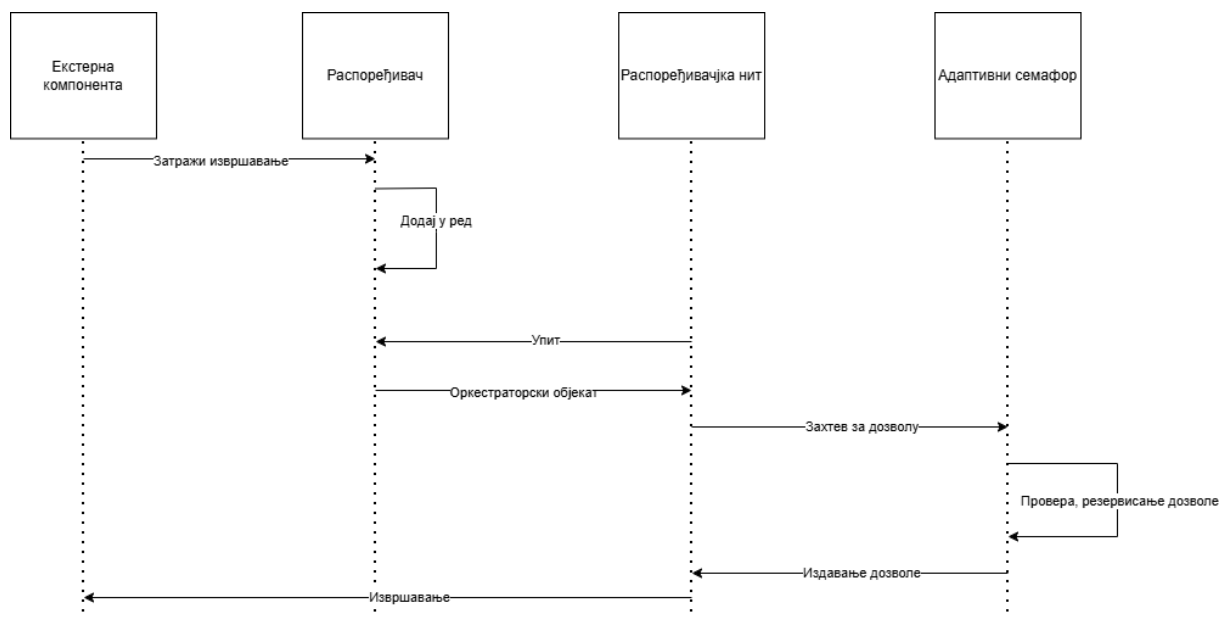 Екстерна
компонента
Распоређивач
Распоређивачјка нит
Адаптивни семафор
Затражи извршавање
Додај у ред
Упит
Оркестраторски објекат
Захтев за дозволу
Провера, резервисање дозволе
Издавање дозволе
Извршавање